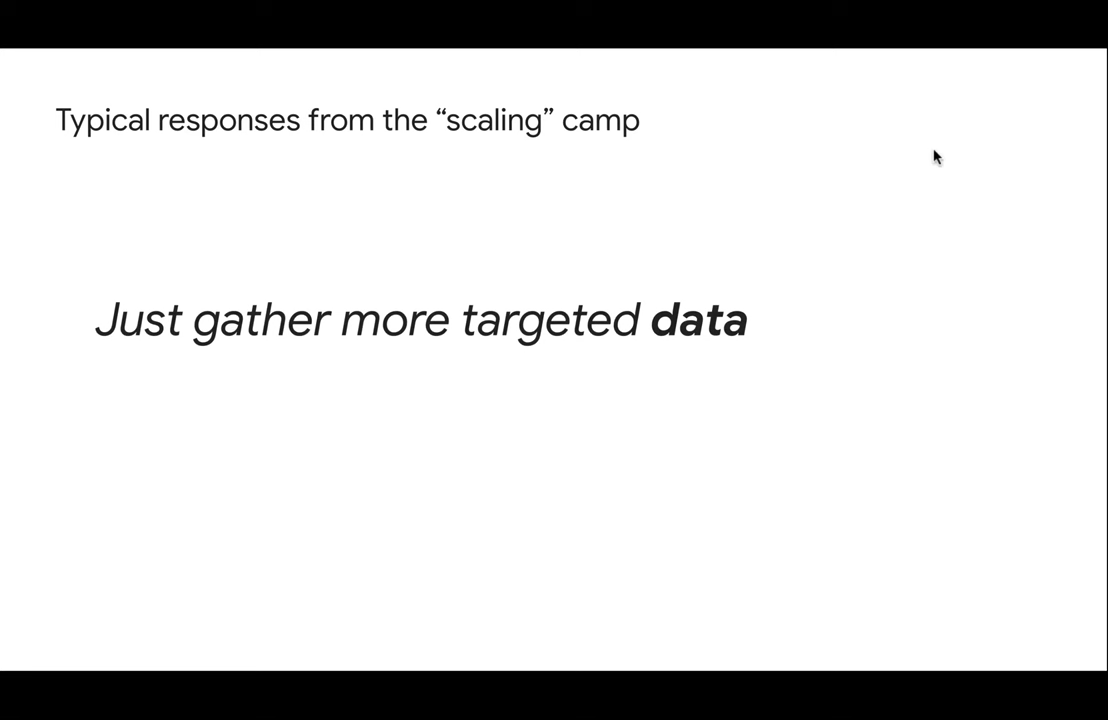 Typical responses from the “scaling” camp
Just gather more targeted data